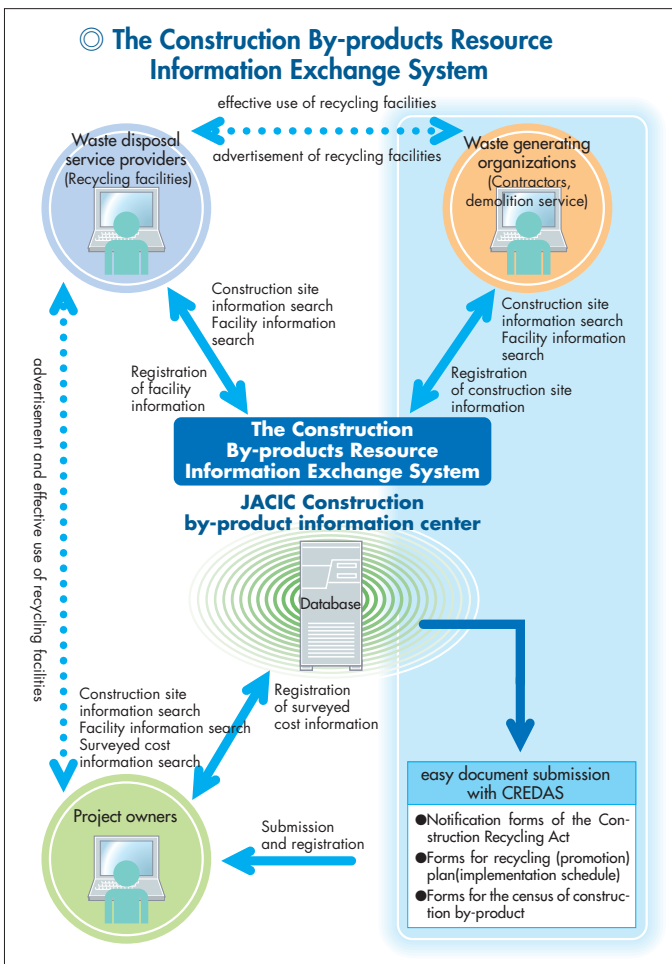 ◎ The Construction By-products Resource
Information Exchange System
effective use of recycling facilities
advertisement of recycling facilities
Waste disposal
service providers
(Recycling facilities)
Waste generating
organizations
(Contractors,
demolition service)
Construction site
information search
Facility information
search
Registration
of facility
information
Construction site
information search
Facility information
search
Registration
of construction site
information
advertisement and effective use of recycling facilities
The Construction
By-products Resource
Information Exchange System
JACIC Construction
by-product information center
Database
Construction site
information search
Facility information search
Surveyed cost
information search
Registration
of surveyed
cost information
Project owners
Submission
and registration
easy document submission
with CREDAS
●Notification forms of the Con-
struction Recycling Act
●Forms for recycling (promotion)
plan(implementation schedule)
●Forms for the census of construc-
tion by-product